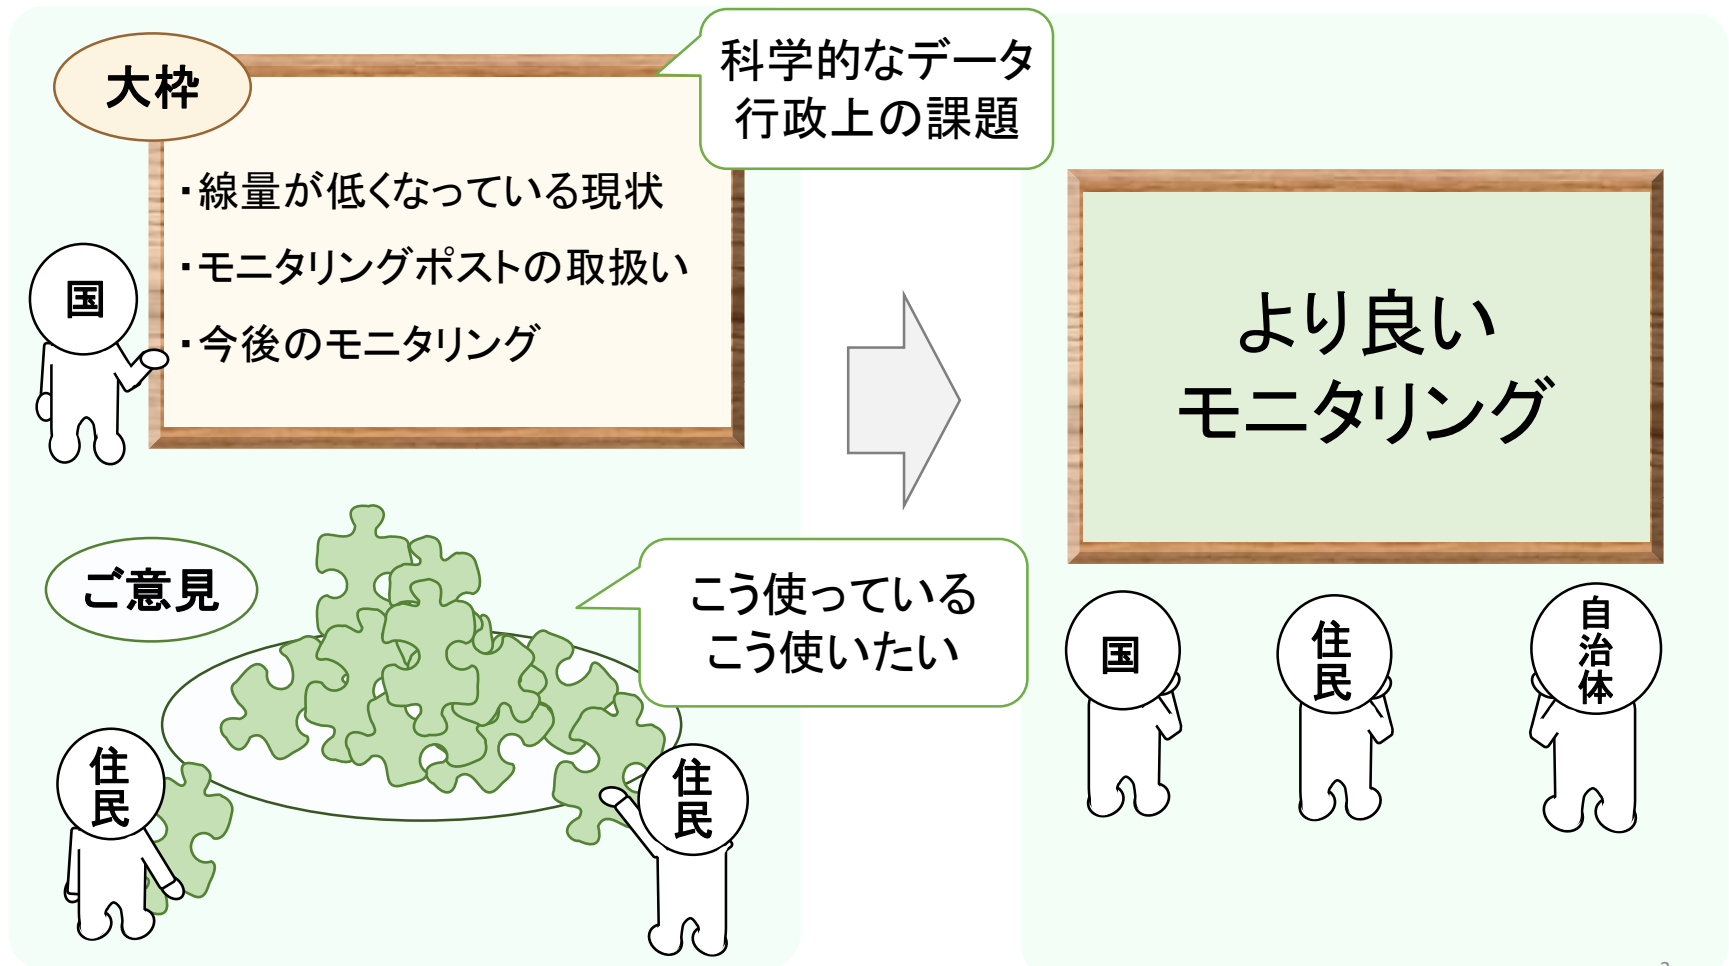 大枠
科学的なデータ
行政上の課題
・線量が低くなっている現状
・モニタリングポストの取扱い
・今後のモニタリング
国
より良い
モニタリング
ご意見
こう使っている
こう使いたい
住民
住民
国
住民
自治体